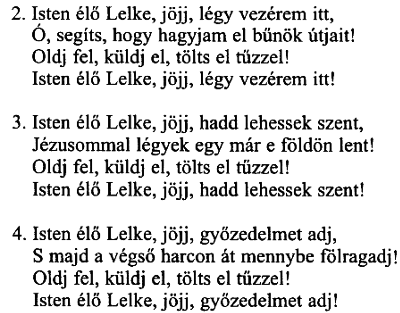 2. Isten élő Lelke, jöjj, légy vezérem itt,
Ó, segíts, hogy hagyjam el bűnök útjait!
Oldj fel, küldj el, tölts el tűzzel!
Isten élő Lelke, jöjj, légy vezérem itt!
3. Isten élő Lelke, jöjj, hadd lehessek szent,
Jézusommal légyek egy már e földön lent!
Oldj fel, küldj el, tölts el tűzzel!
Isten élő Lelke, jöjj, hadd lehessek szent!
4. Isten élő Lelke, jöjj, győzedelmet adj,
S majd a végső harcon át mennybe fölragadj!
Oldj fel, küldj el, tölts el tűzzel!
Isten élő Lelke, jöjj, győzedelmet adj!